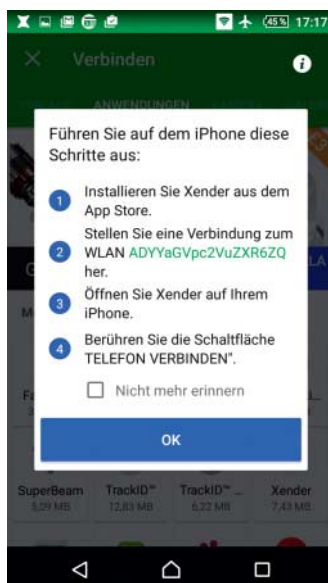 45% 17:17
Verbinden
ANWENDUNGEN
Führen Sie auf dem iPhone diese
Schritte aus:
1 Installieren Sie Xender aus dem
App Store.
2 Stellen Sie eine Verbindung zum
WLAN ADYYaGVpc2VuZXR6ZQ
her.
3 Öffnen Sie Xender auf Ihrem
iPhone.
4 Berühren Sie die Schaltfläche
TELEFON VERBINDEN".
Nicht mehr erinnern
OK
SuperBeam TrackID™ TrackID™ ... Xender
5,09 MB 12,83 MB 6,22 MB 7,43 MB